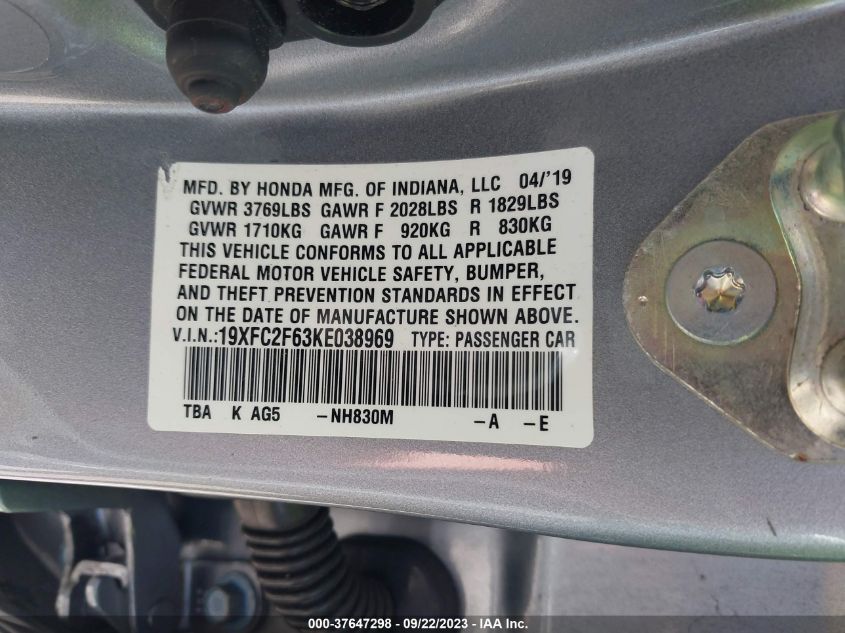 MFD. BY HONDA MFG. OF INDIANA, LLC 04/'19
GVWR 3769LBS GAWR F 2028LBS R 1829LBS
GVWR 1710KG GAWR F 920KG R 830KG
THIS VEHICLE CONFORMS TO ALL APPLICABLE
FEDERAL MOTOR VEHICLE SAFETY, BUMPER,
AND THEFT PREVENTION STANDARDS IN EFFECT
ON THE DATE OF MANUFACTURE SHOWN ABOVE.
V.I.N.:19XFC2F63KE038969 TYPE: PASSENGER CAR
TBA K AG5 -NH830M -A -E
000-37647298 - 09/22/2023 - IAA Inc.